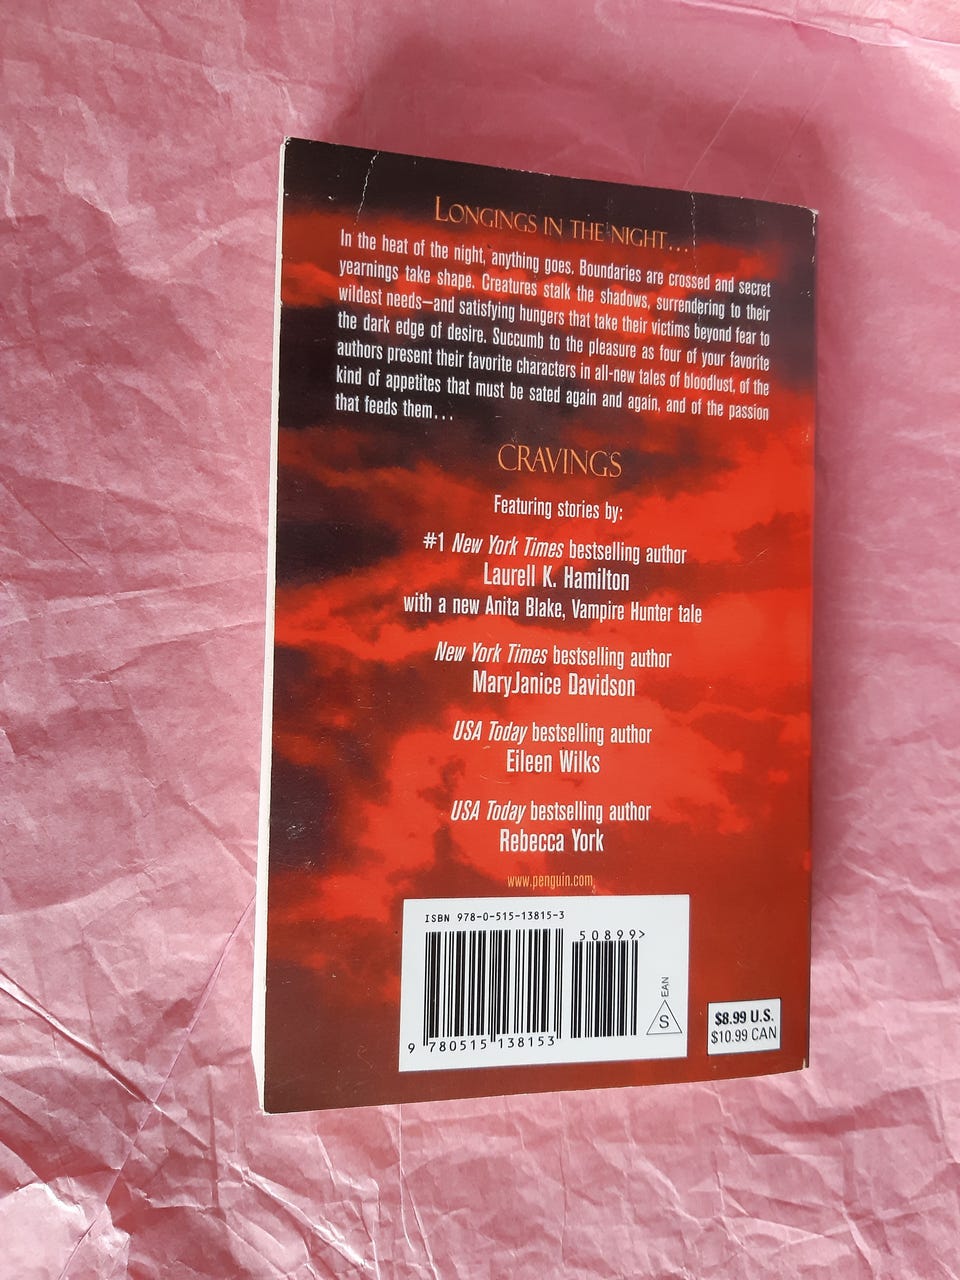 LONGINGS IN THE NIGHT...
In the heat of the night, anything goes. Boundaries are crossed and secret
yearnings take shape. Creatures stalk the shadows, surrendering to their
wildest needs—and satisfying hungers that take their victims beyond fear to
the dark edge of desire. Succumb to the pleasure as four of your favorite
authors present their favorite characters in all-new tales of bloodlust, of the
kind of appetites that must be sated again and again, and of the passion
that feeds them...
CRAVINGS
Featuring stories by:
#1 New York Times bestselling author
Laurell K. Hamilton
with a new Anita Blake, Vampire Hunter tale
New York Times bestselling author
MaryJanice Davidson
USA Today bestselling author
Eileen Wilks
USA Today bestselling author
Rebecca York
www.penguin.com
ISBN 978-0-515-13815-3
50899>
9 780515 138153
S
EAN
$8.99 U.S.
$10.99 CAN